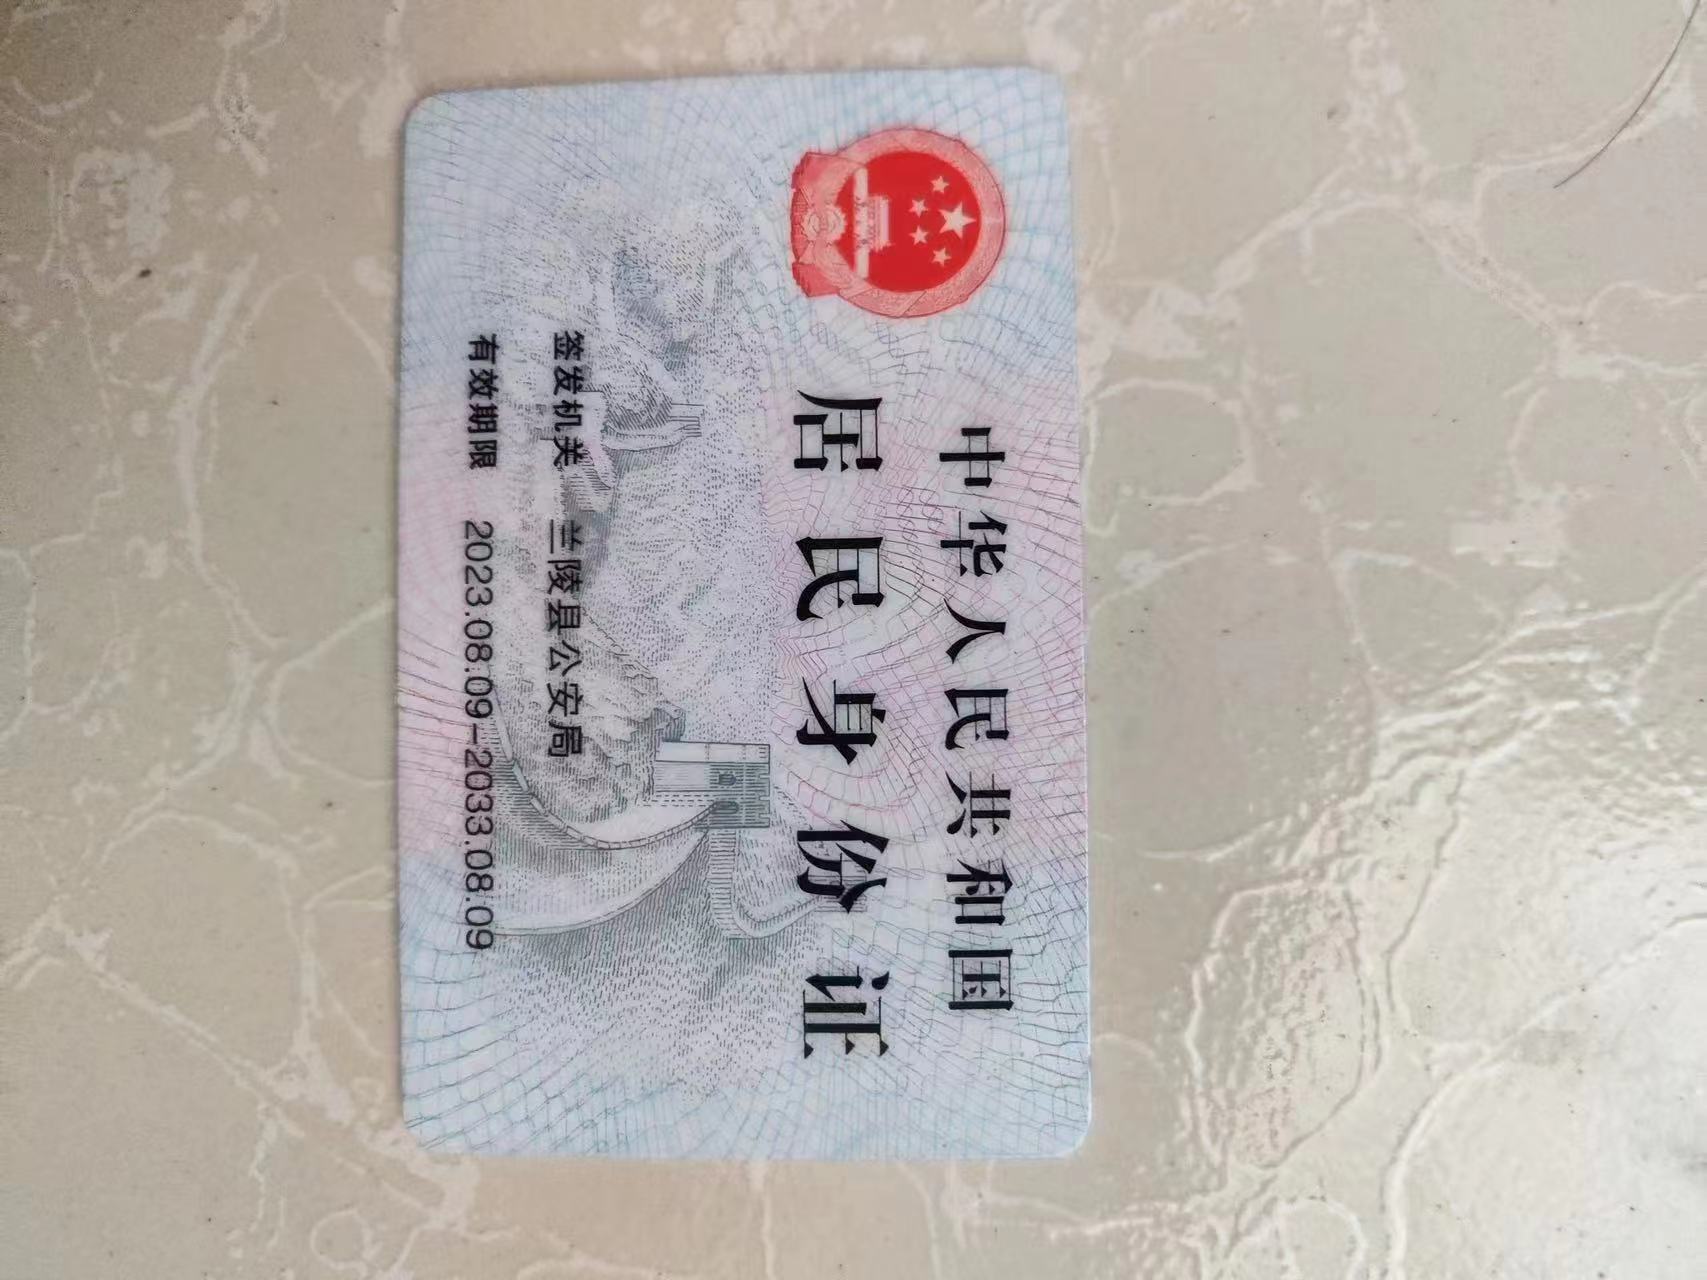 中华人民共和国
居民身份证
签发机关 兰陵县公安局
有效期限 2023.08.09-2033.08.09